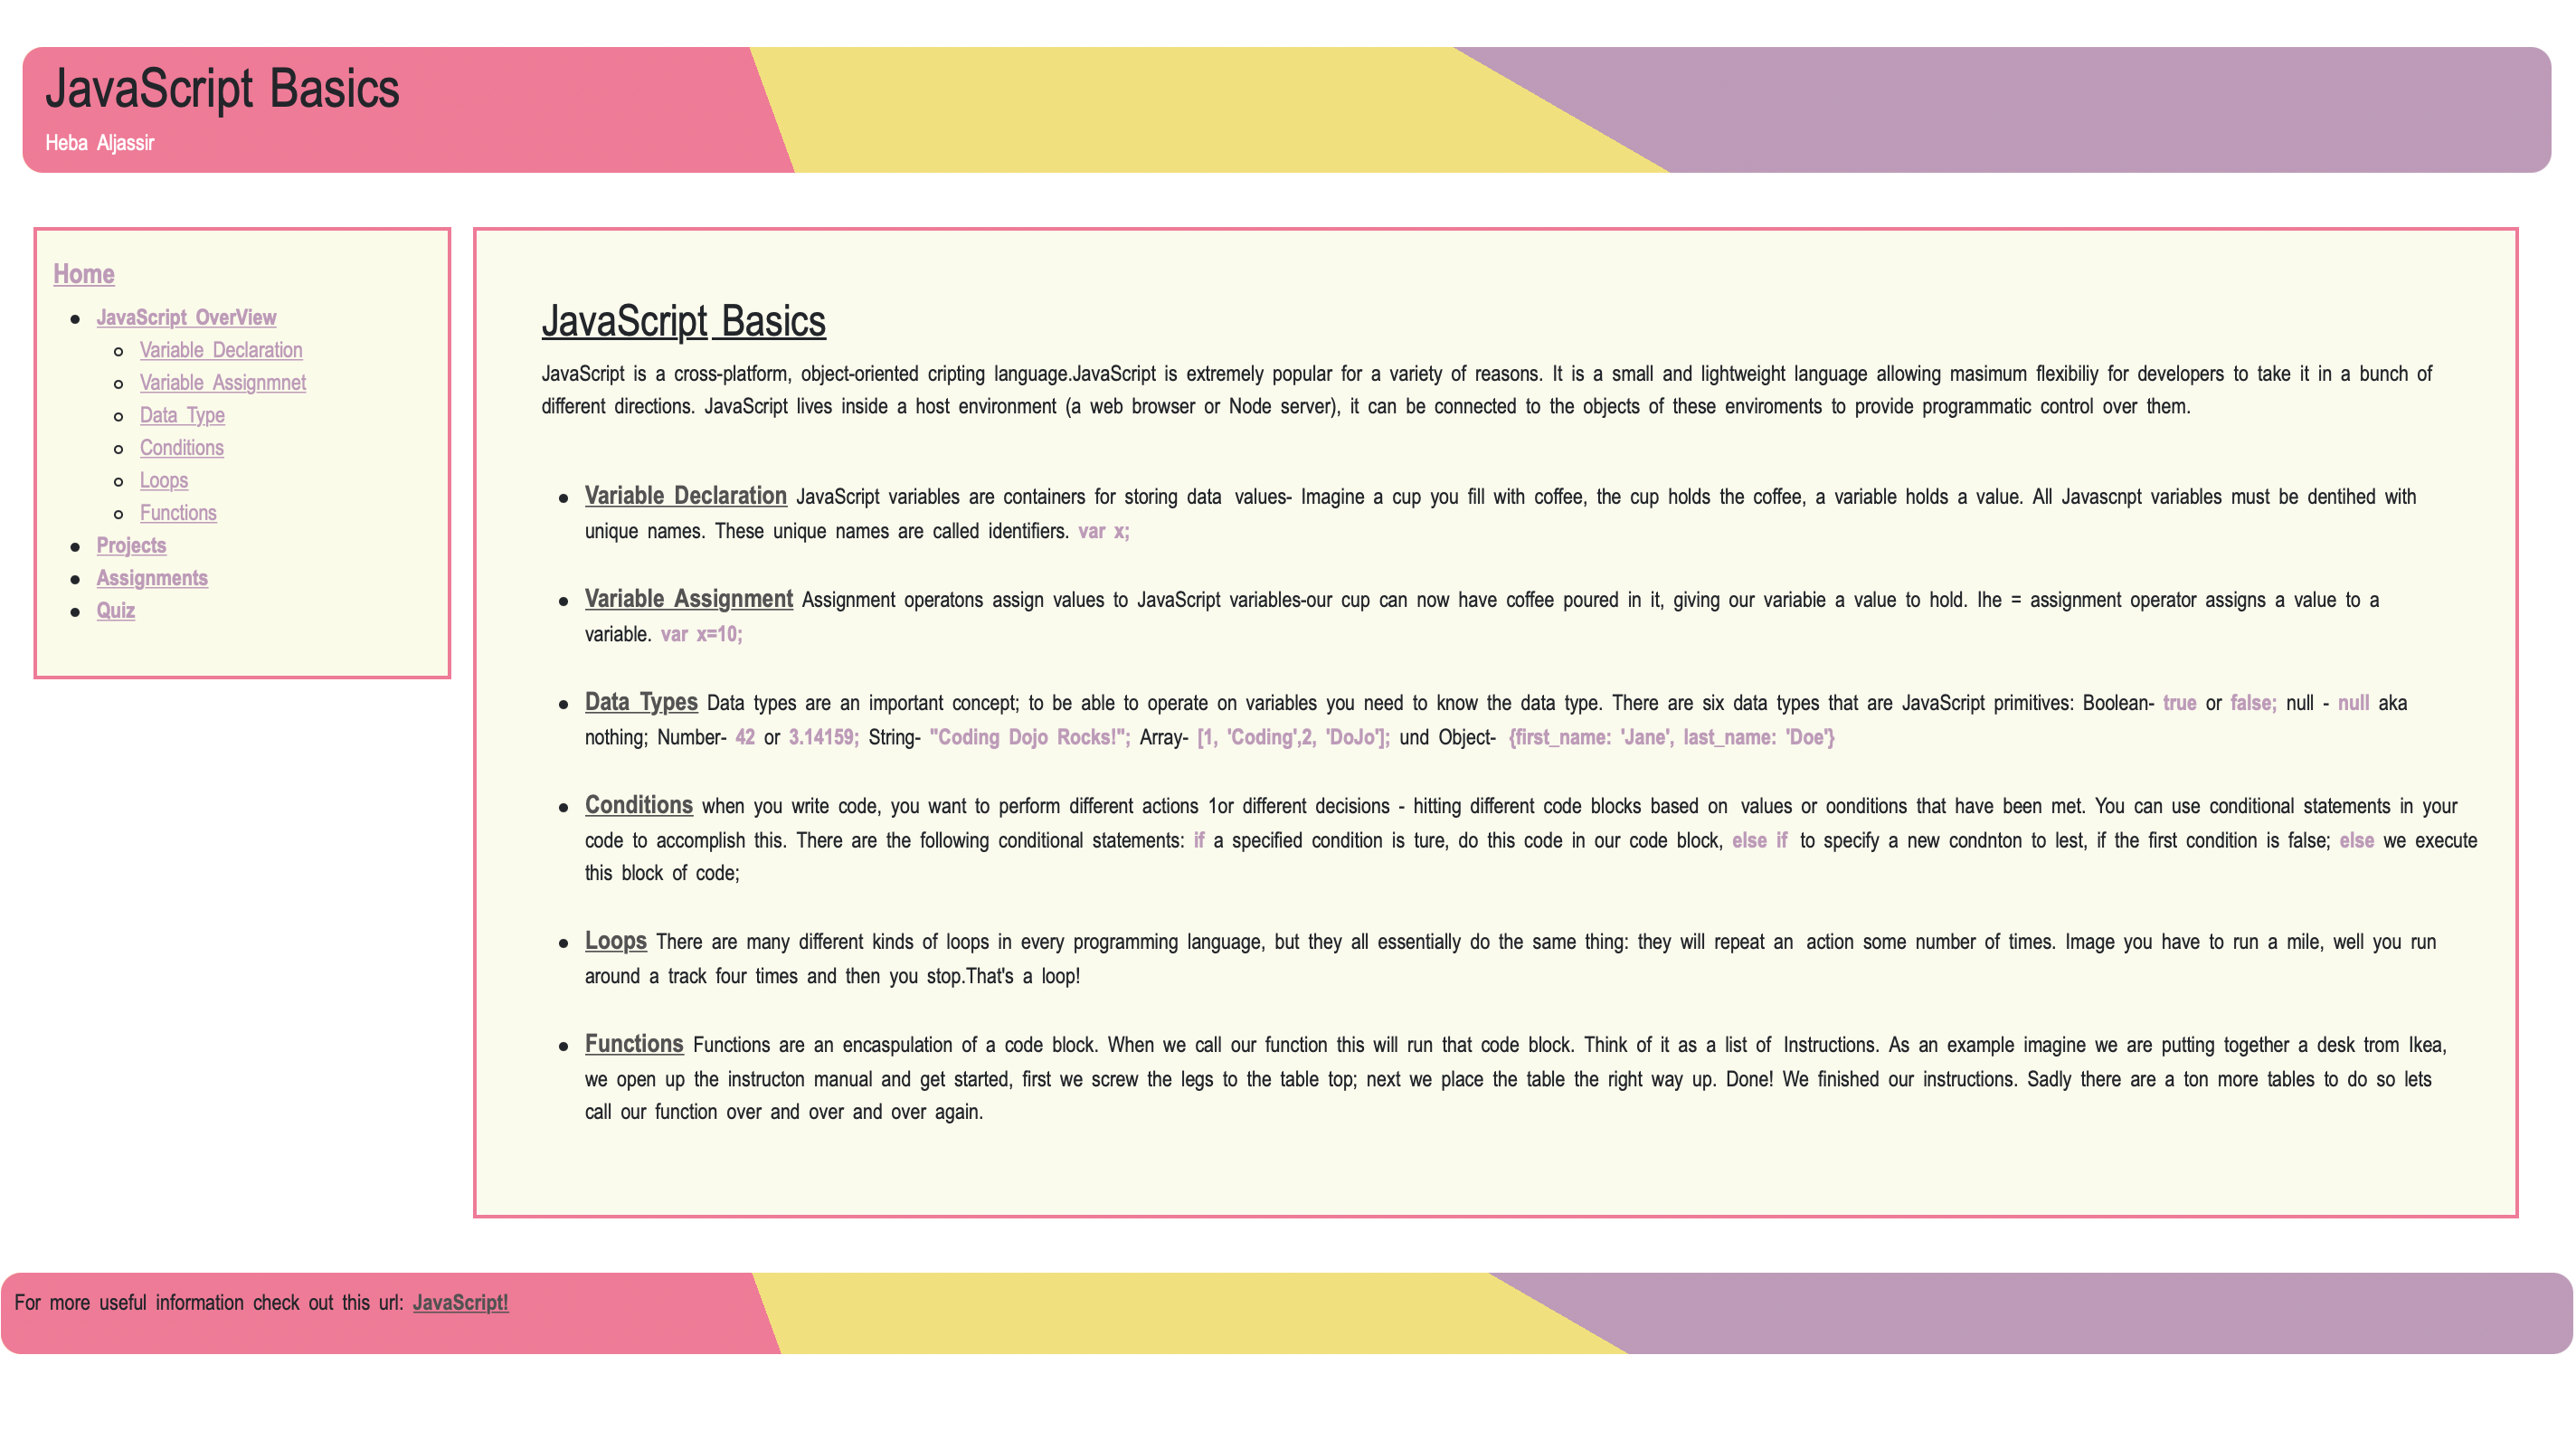 JavaScript Basics
Heba Aljassir
Home
JavaScript OverView
Variable Declaration
Variable Assignmnet
Data Type
Conditions
Loops
Functions
Projects
Assignments
Quiz
JavaScript Basics
JavaScript is a cross-platform, object-oriented cripting language.JavaScript is extremely popular for a variety of reasons. It is a small and lightweight language allowing masimum flexibiliy for developers to take it in a bunch of
different directions. JavaScript lives inside a host environment (a web browser or Node server), it can be connected to the objects of these enviroments to provide programmatic control over them.
Variable Declaration JavaScript variables are containers for storing data values- Imagine a cup you fill with coffee, the cup holds the coffee, a variable holds a value. All Javascnpt variables must be dentihed with
unique names. These unique names are called identifiers. var x;
Variable Assignment Assignment operatons assign values to JavaScript variables-our cup can now have coffee poured in it, giving our variabie a value to hold. Ihe = assignment operator assigns a value to a
variable. var x=10;
Data Types Data types are an important concept; to be able to operate on variables you need to know the data type. There are six data types that are JavaScript primitives: Boolean- true or false; null - null aka
nothing; Number- 42 or 3.14159; String- "Coding Dojo Rocks!"; Array- [1, 'Coding',2, 'DoJo']; und Object- {first_name: 'Jane', last_name: 'Doe'}
Conditions when you write code, you want to perform different actions 1or different decisions - hitting different code blocks based on values or oonditions that have been met. You can use conditional statements in your
code to accomplish this. There are the following conditional statements: if a specified condition is ture, do this code in our code block, else if to specify a new condnton to lest, if the first condition is false; else we execute
this block of code;
Loops There are many different kinds of loops in every programming language, but they all essentially do the same thing: they will repeat an action some number of times. Image you have to run a mile, well you run
around a track four times and then you stop.That's a loop!
Functions Functions are an encaspulation of a code block. When we call our function this will run that code block. Think of it as a list of Instructions. As an example imagine we are putting together a desk trom Ikea,
we open up the instructon manual and get started, first we screw the legs to the table top; next we place the table the right way up. Done! We finished our instructions. Sadly there are a ton more tables to do so lets
call our function over and over and over again.
For more useful information check out this url: JavaScript!